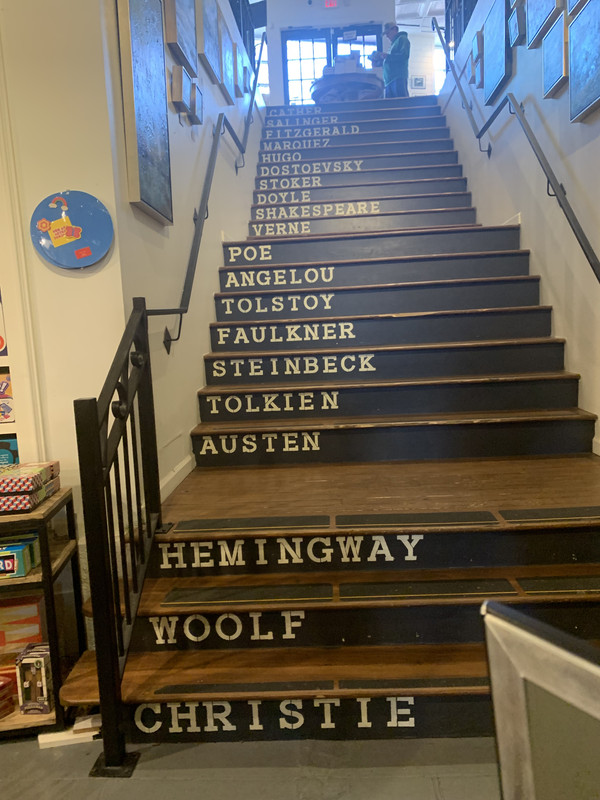 CATHER
SALINGER
FITZGERALD
MARQUEZ
HUGO
DOSTOEVSKY
STOKER
DOYLE
SHAKESPEARE
VERNE
POE
ANGELOU
TOLSTOY
FAULKNER
STEINBECK
TOLKIEN
AUSTEN
HEMINGWAY
WOOLF
CHRISTIE